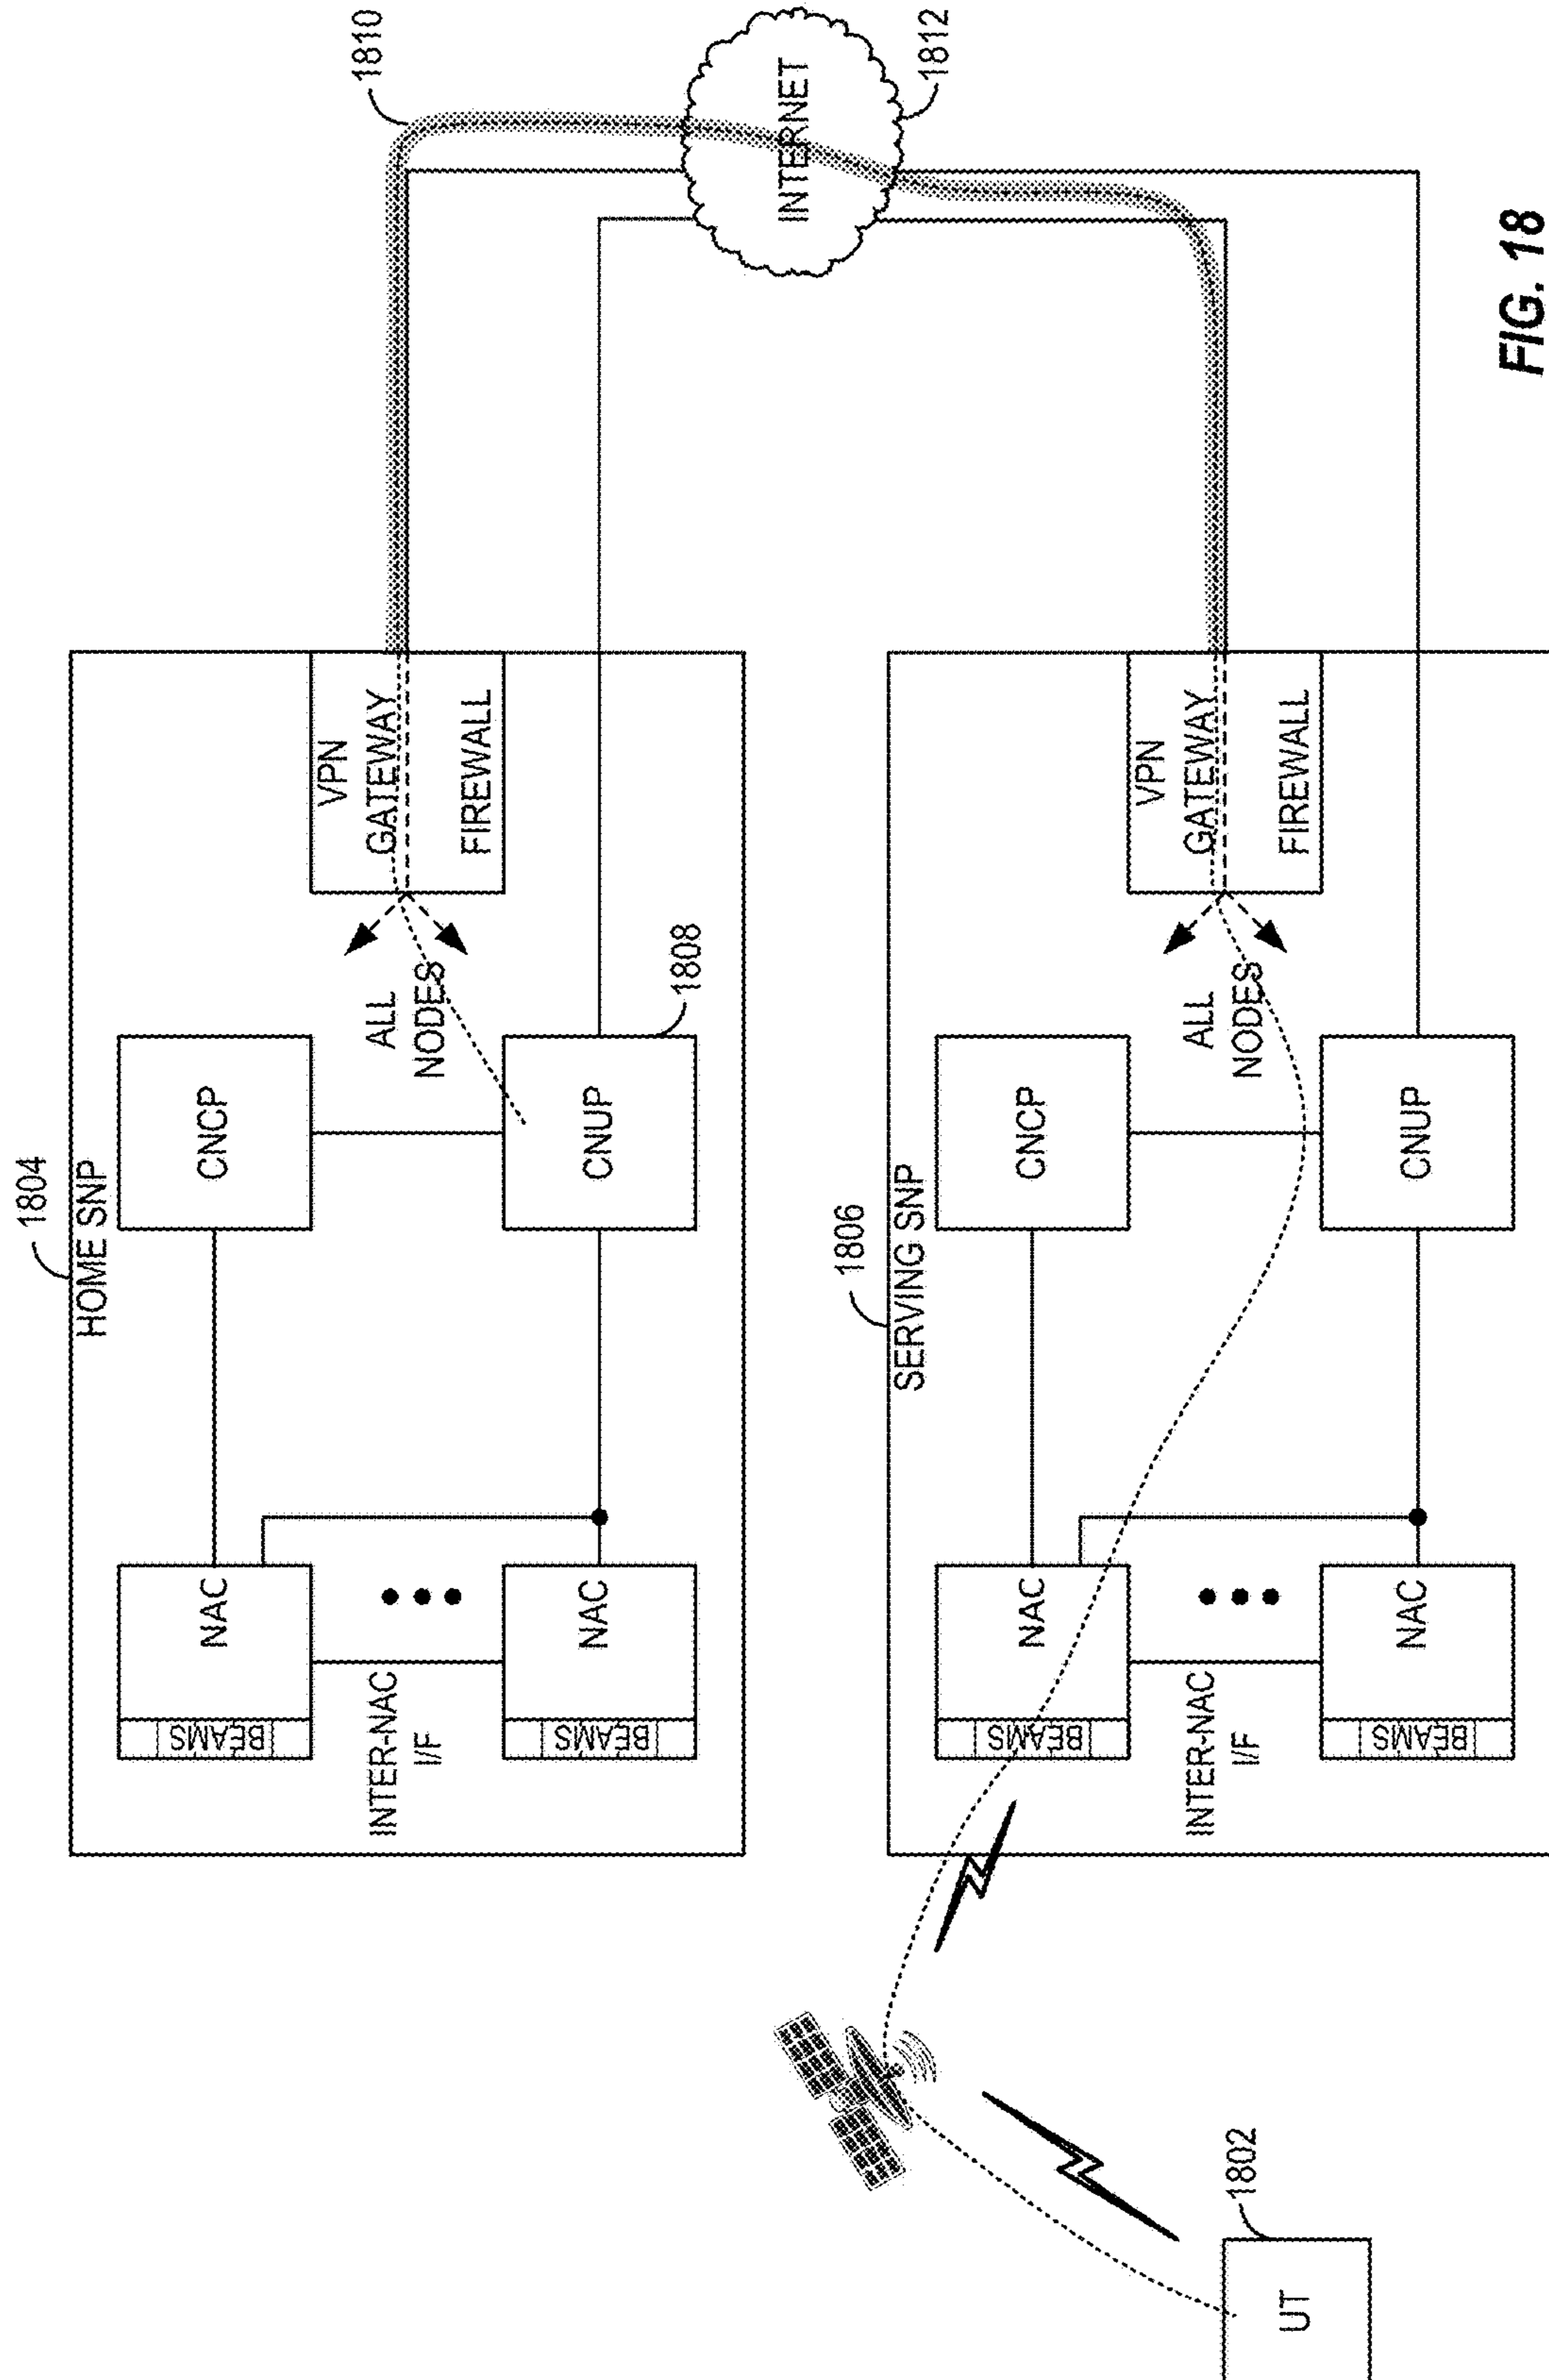 1804
HOME SNP
NAC
BEAMS
INTER-NAC
I/F
NAC
BEAMS
CNCP
CNUP
1808
ALL
NODES
VPN
GATEWAY
FIREWALL
1810
INTERNET
1812
1806
SERVING SNP
NAC
BEAMS
INTER-NAC
I/F
NAC
BEAMS
CNCP
CNUP
ALL
NODES
VPN
GATEWAY
FIREWALL
1802
UT
FIG. 18